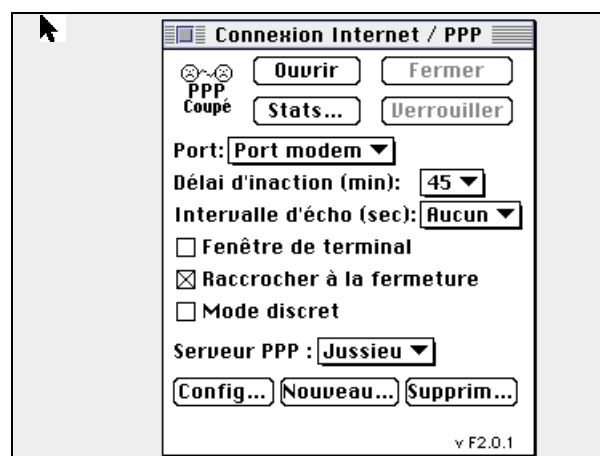 Connexion Internet / PPP
PPP
Coupé
Ouvrir
Fermer
Stats...
Verrouiller
Port: Port modem
Délai d'inaction (min): 45
Intervalle d'écho (sec): Aucun
Fenêtre de terminal
Raccrocher à la fermeture
Mode discret
Serveur PPP : Jussieu
Config... Nouveau... Supprim...
v F2.0.1